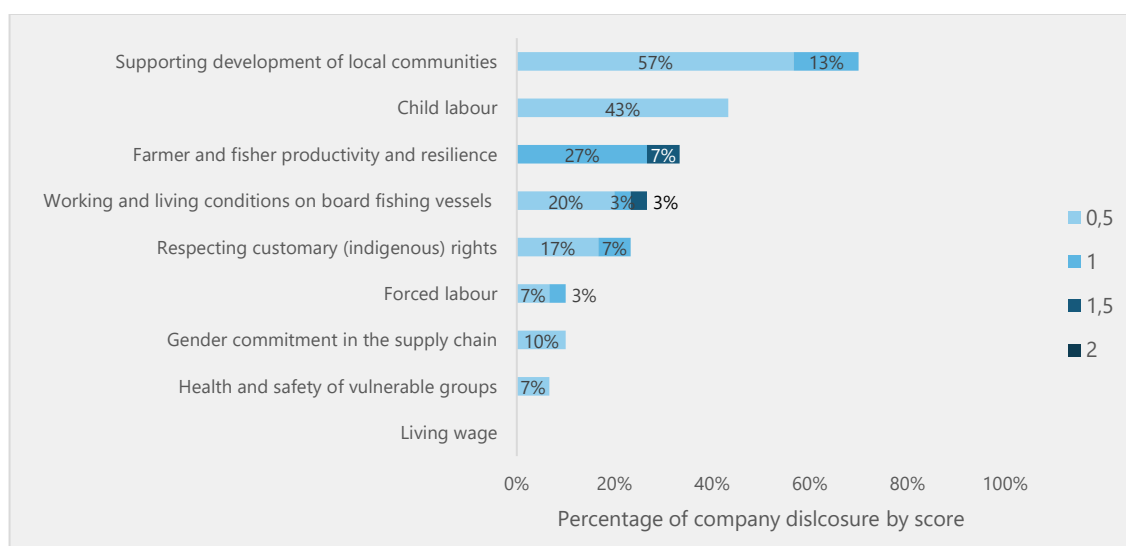 Supporting development of local communities 57% 13%
Child labour 43%
Farmer and fisher productivity and resilience 27% 7%
Working and living conditions on board fishing vessels 20% 3% 3%
Respecting customary (indigenous) rights 17% 7%
Forced labour 7% 3%
Gender commitment in the supply chain 10%
Health and safety of vulnerable groups 7%
Living wage
0% 20% 40% 60% 80% 100%
Percentage of company dislcosure by score
0,5
1
1,5
2